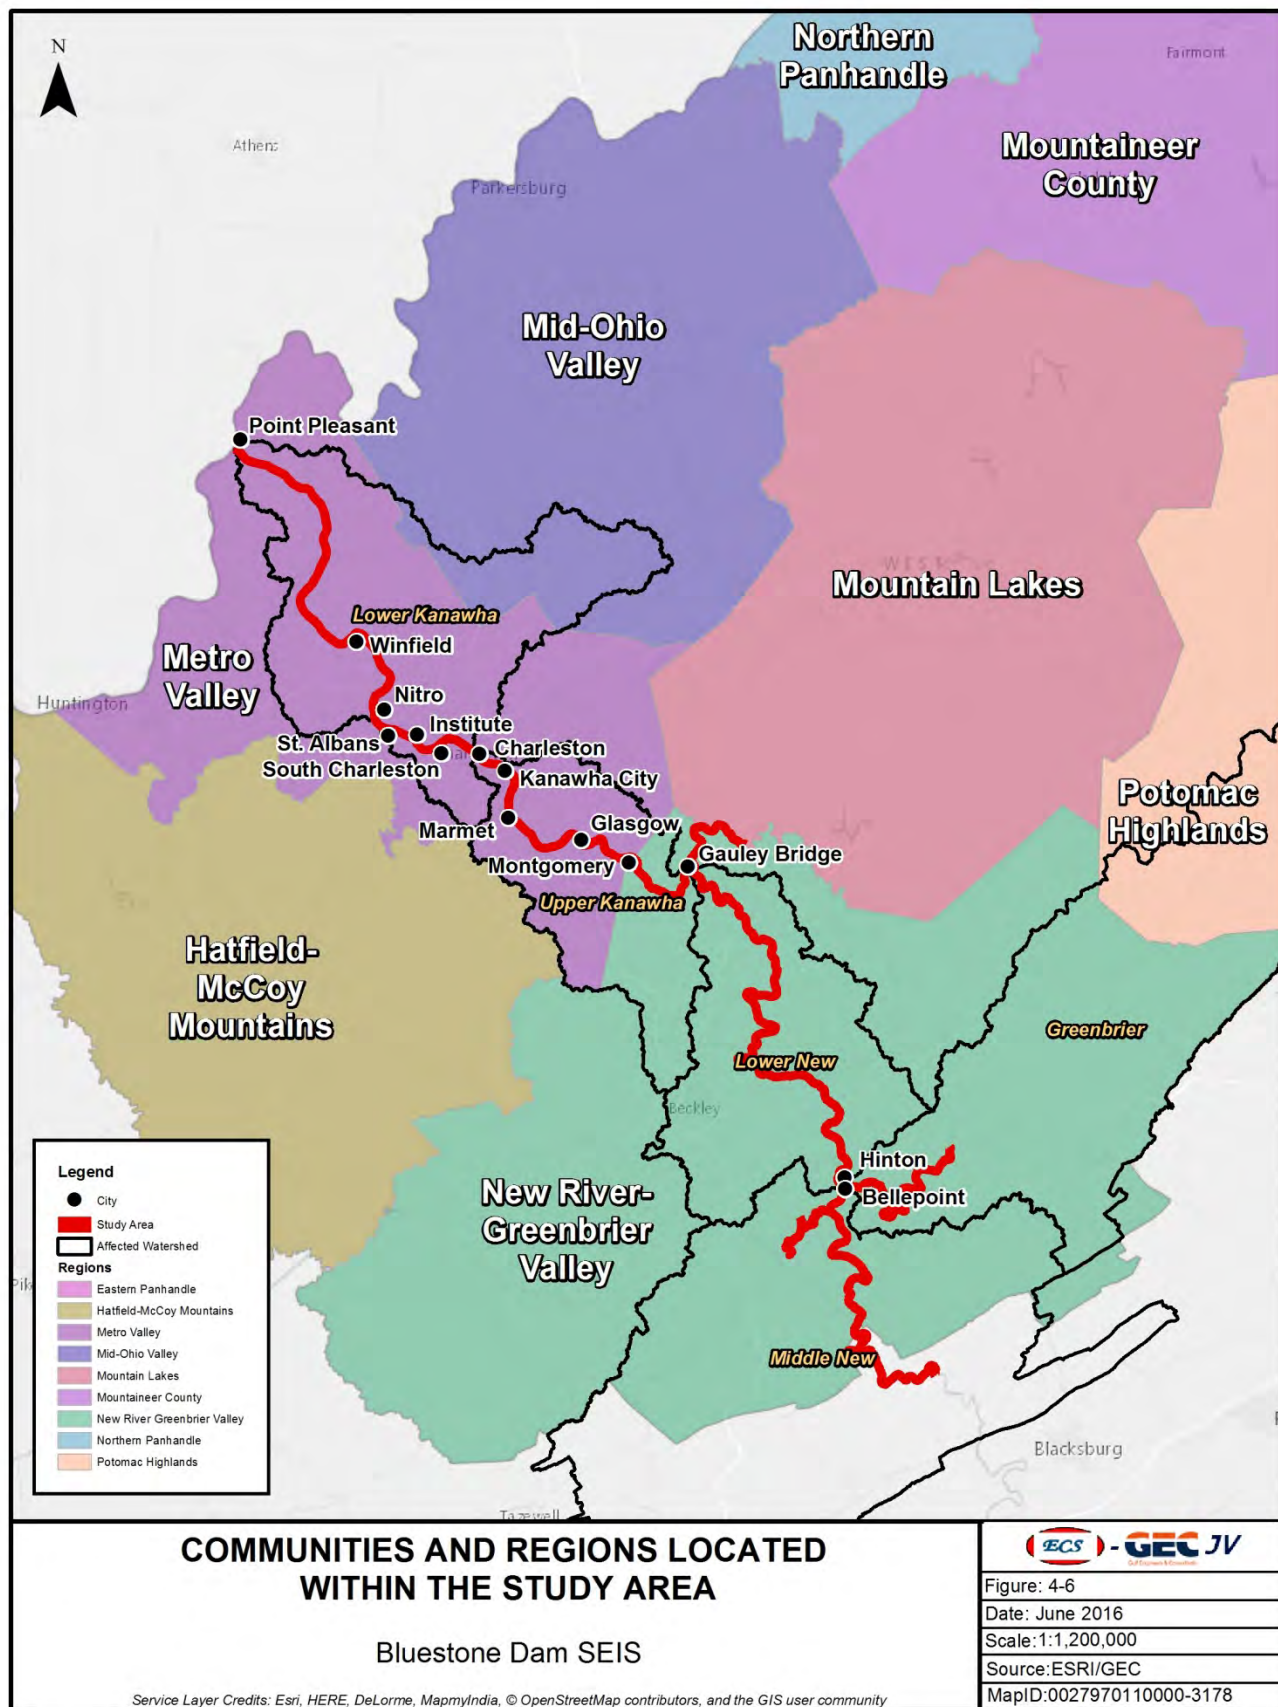 N
Northern
Panhandle
Fairmont
Athens
Mountaineer
County
Parkersburg
Mid-Ohio
Valley
Point Pleasant
Mountain Lakes
Lower Kanawha
Winfield
Metro
Valley
Huntington
Nitro
Institute
St. Albans
Charleston
South Charleston
Kanawha City
Potomac
Highlands
Marmet
Glasgow
Gauley Bridge
Montgomery
Upper Kanawha
Hatfield-
McCoy
Mountains
Greenbrier
Lower New
Beckley
Hinton
Bellepoint
New River-
Greenbrier
Valley
Middle New
Blacksburg
Tazewell
Legend
City
Study Area
Affected Watershed
Regions
Eastern Panhandle
Hatfield-McCoy Mountains
Metro Valley
Mid-Ohio Valley
Mountain Lakes
Mountaineer County
New River Greenbrier Valley
Northern Panhandle
Potomac Highlands
COMMUNITIES AND REGIONS LOCATED
WITHIN THE STUDY AREA
Bluestone Dam SEIS
Service Layer Credits: Esri, HERE, DeLorme, MapmyIndia, © OpenStreetMap contributors, and the GIS user community
ECS - GEC JV
Figure: 4-6
Date: June 2016
Scale:1:1,200,000
Source:ESRI/GEC
MapID:0027970110000-3178